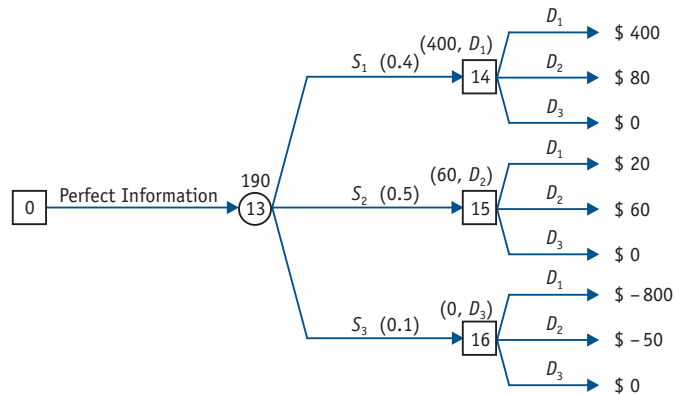 D₁
$ 400
(400, D₁)
S₁ (0.4)
14
D₂
$ 80
D₃
$ 0
D₁
$ 20
(60, D₂)
190
Perfect Information
S₂ (0.5)
D₂
$ 60
0
13
15
D₃
$ 0
D₁
$ –800
(0, D₃)
S₃ (0.1)
D₂
$ –50
16
D₃
$ 0